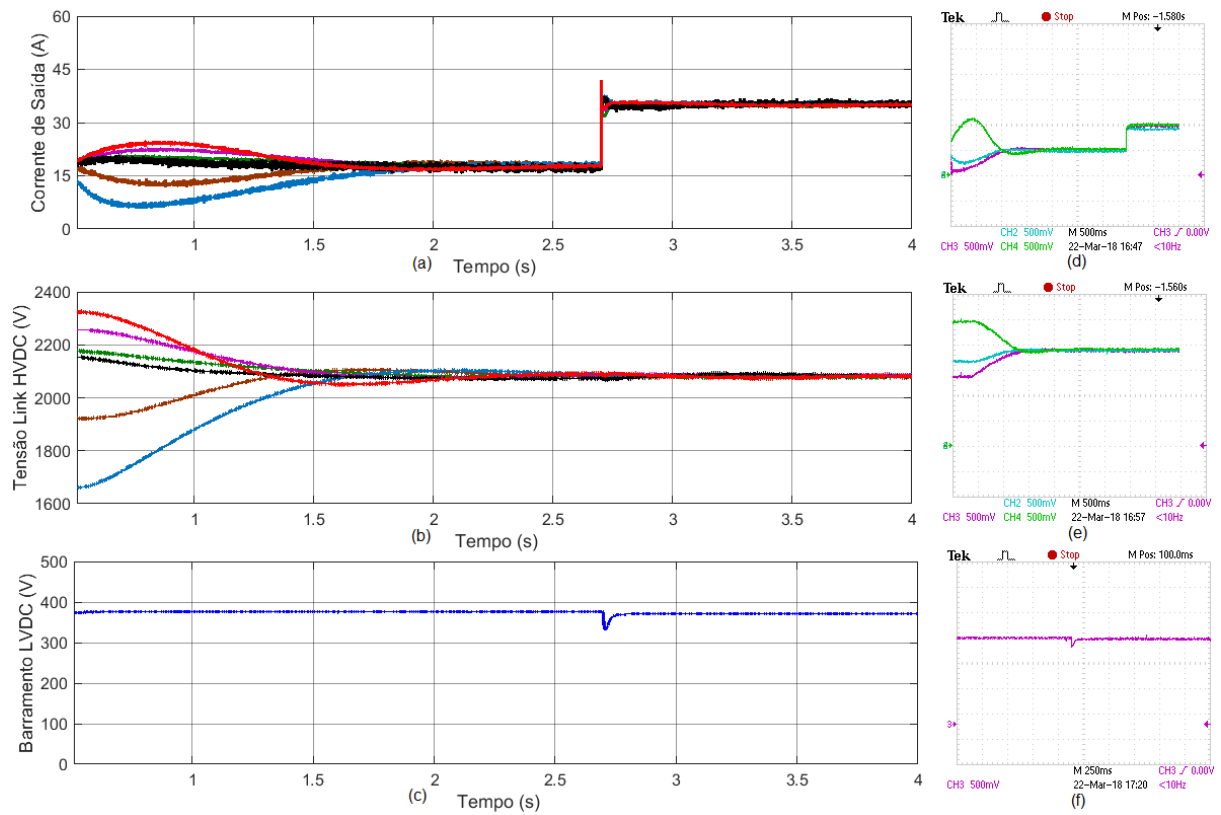 60
45
30
15
0
Corrente de Saída (A)
1
1.5
2
2.5
3
3.5
4
(a)
Tempo (s)
Tek
Stop
M Pos: -1.580s
CH2 500mV
M 500ms
CH3 ∫ 0.00V
CH3 500mV
CH4 500mV
22-Mar-18 16:47
<10Hz
(d)
2400
2200
2000
1800
1600
Tensão Link HVDC (V)
1
1.5
2
2.5
3
3.5
4
(b)
Tempo (s)
Tek
Stop
M Pos: -1.560s
CH2 500mV
M 500ms
CH3 ∫ 0.00V
CH3 500mV
CH4 500mV
22-Mar-18 16:57
<10Hz
(e)
500
400
300
200
100
0
Barramento LVDC (V)
1
1.5
2
2.5
3
3.5
4
(c)
Tempo (s)
Tek
Stop
M Pos: 100.0ms
3
M 250ms
CH3 ∫ 0.00V
CH3 500mV
22-Mar-18 17:20
<10Hz
(f)